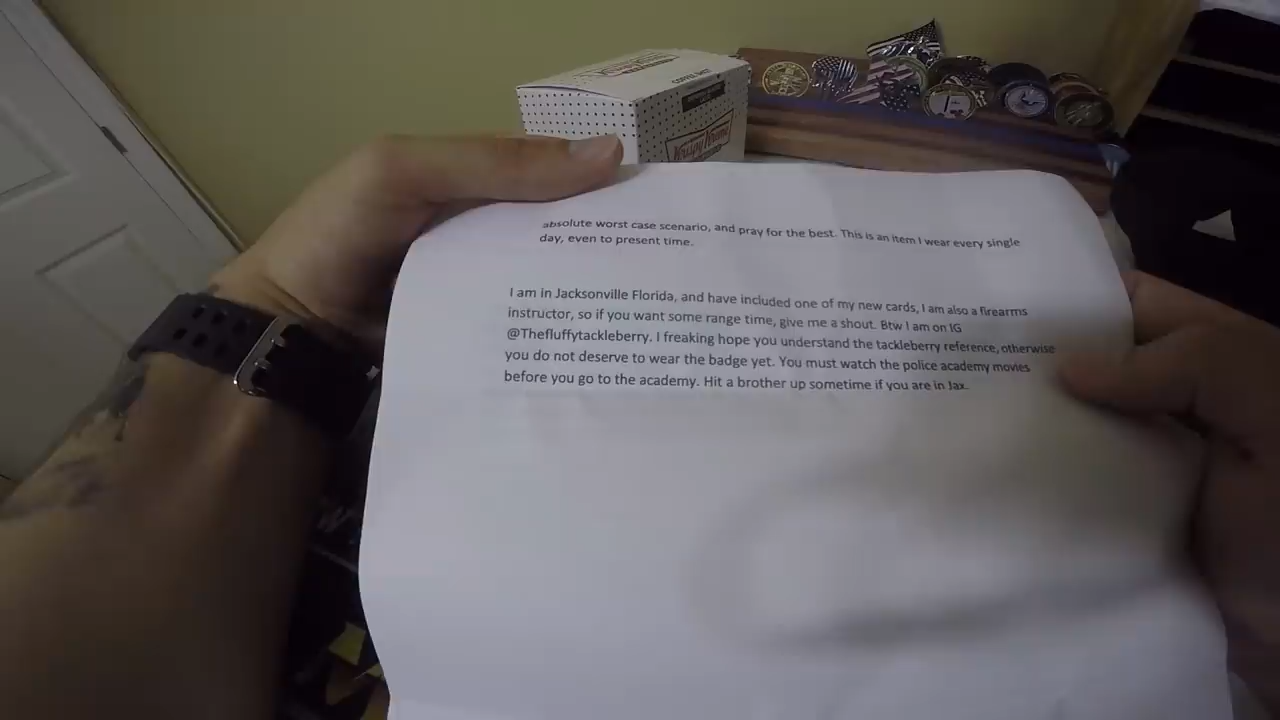 Krispy Kreme
absolute worst case scenario, and pray for the best. This is an item I wear every single
day, even to present time.
I am in Jacksonville Florida, and have included one of my new cards, I am also a firearms
instructor, so if you want some range time, give me a shout. Btw I am on IG
@Thefluffytackleberry. I freaking hope you understand the tackleberry reference, otherwise
you do not deserve to wear the badge yet. You must watch the police academy movies
before you go to the academy. Hit a brother up sometime if you are in Jax.